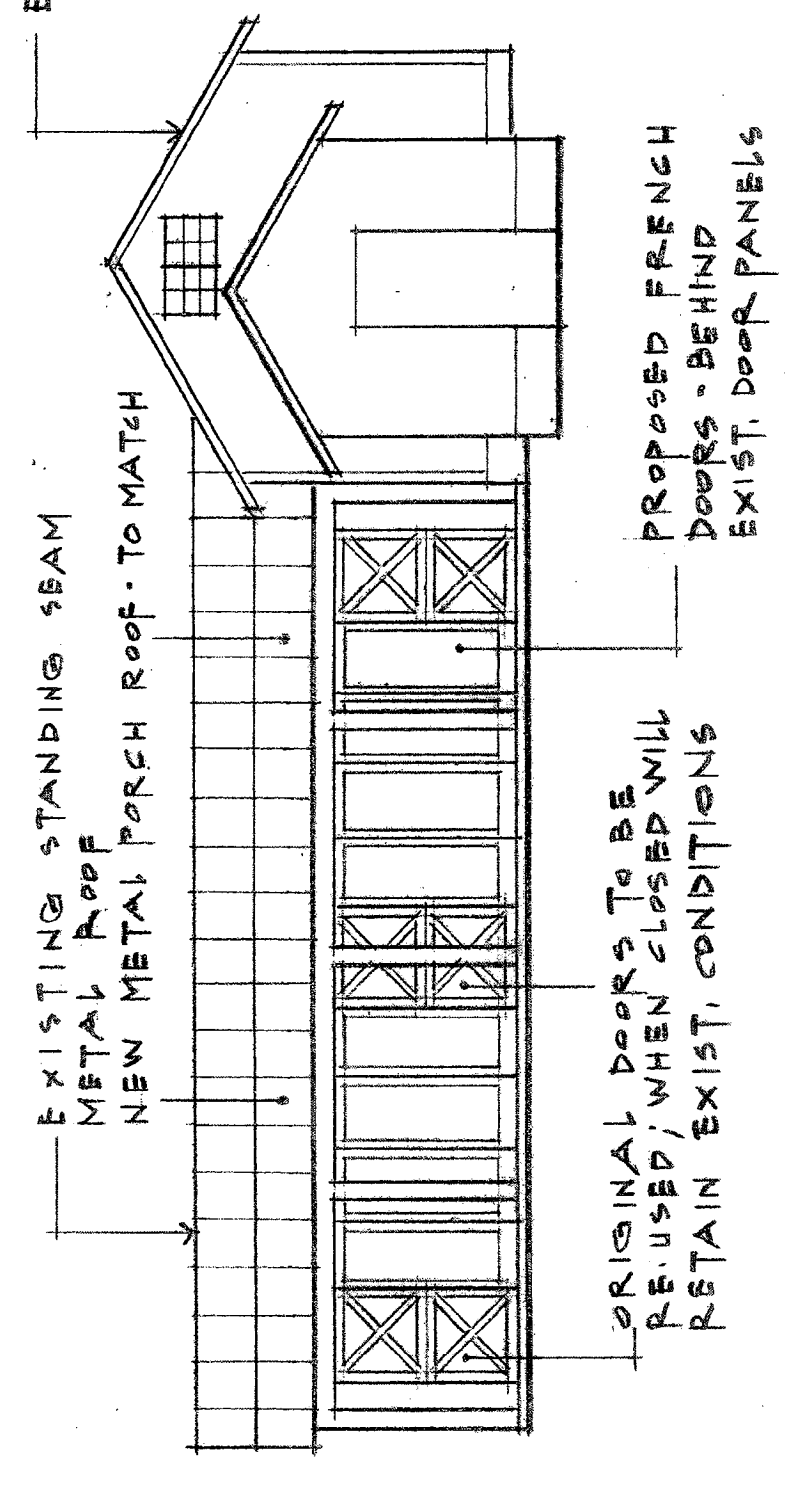 E
EXISTING STANDING SEAM
METAL ROOF
NEW METAL PORCH ROOF - TO MATCH
ORIGINAL DOORS TO BE
RE-USED; WHEN CLOSED WILL
RETAIN EXIST. CONDITIONS
PROPOSED FRENCH
DOORS - BEHIND
EXIST. DOOR PANELS